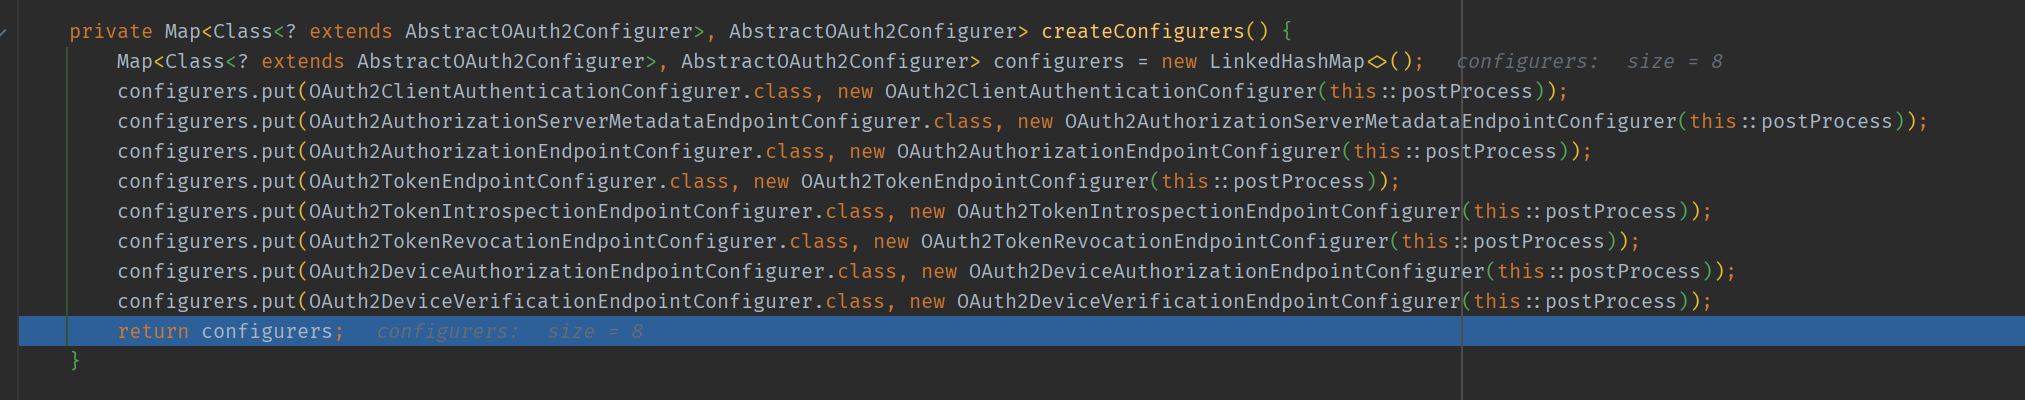 private Map<Class<? extends AbstractOAuth2Configurer>, AbstractOAuth2Configurer> createConfigurers() {
Map<Class<? extends AbstractOAuth2Configurer>, AbstractOAuth2Configurer> configurers = new LinkedHashMap<>(); configurers: size = 8
configurers.put(OAuth2ClientAuthenticationConfigurer.class, new OAuth2ClientAuthenticationConfigurer(this::postProcess));
configurers.put(OAuth2AuthorizationServerMetadataEndpointConfigurer.class, new OAuth2AuthorizationServerMetadataEndpointConfigurer(this::postProcess));
configurers.put(OAuth2AuthorizationEndpointConfigurer.class, new OAuth2AuthorizationEndpointConfigurer(this::postProcess));
configurers.put(OAuth2TokenEndpointConfigurer.class, new OAuth2TokenEndpointConfigurer(this::postProcess));
configurers.put(OAuth2TokenIntrospectionEndpointConfigurer.class, new OAuth2TokenIntrospectionEndpointConfigurer(this::postProcess));
configurers.put(OAuth2TokenRevocationEndpointConfigurer.class, new OAuth2TokenRevocationEndpointConfigurer(this::postProcess));
configurers.put(OAuth2DeviceAuthorizationEndpointConfigurer.class, new OAuth2DeviceAuthorizationEndpointConfigurer(this::postProcess));
configurers.put(OAuth2DeviceVerificationEndpointConfigurer.class, new OAuth2DeviceVerificationEndpointConfigurer(this::postProcess));
return configurers; configurers: size = 8
}